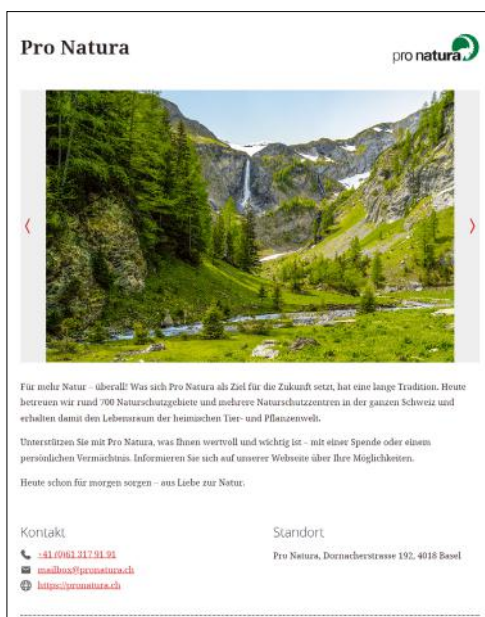 Pro Natura
pro natura
Für mehr Natur – überall! Was sich Pro Natura als Ziel für die Zukunft setzt, hat eine lange Tradition. Heute
betreuen wir rund 700 Naturschutzgebiete und mehrere Naturschutzzentren in der ganzen Schweiz und
erhalten damit den Lebensraum der heimischen Tier- und Pflanzenwelt.
Unterstützen Sie mit Pro Natura, was Ihnen wertvoll und wichtig ist – mit einer Spende oder einem
persönlichen Vermächtnis. Informieren Sie sich auf unserer Webseite über Ihre Möglichkeiten.
Heute schon für morgen sorgen – aus Liebe zur Natur.
Kontakt
+41 (0)61 317 91 91
mailbox@pronatura.ch
https://pronatura.ch
Standort
Pro Natura, Dornacherstrasse 192, 4018 Basel